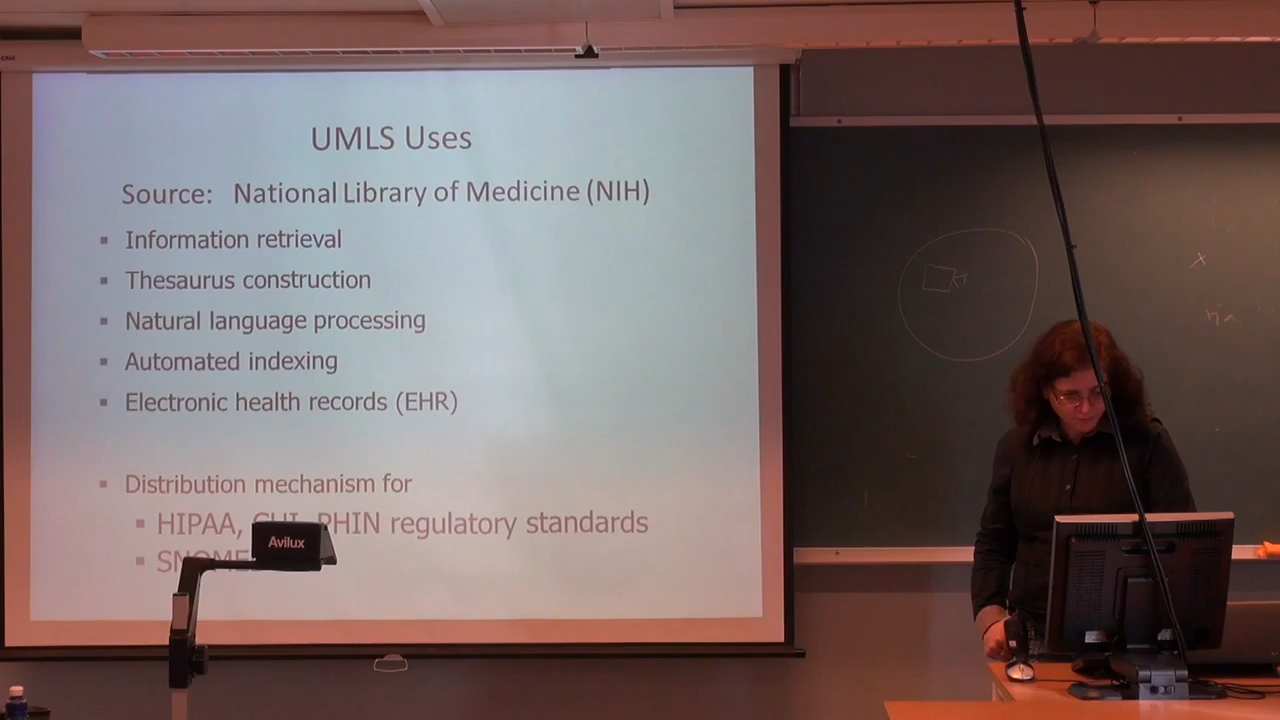 UMLS Uses
Source: National Library of Medicine (NIH)
Information retrieval
Thesaurus construction
Natural language processing
Automated indexing
Electronic health records (EHR)
Distribution mechanism for
HIPAA, CHI, PHIN regulatory standards
Avilux